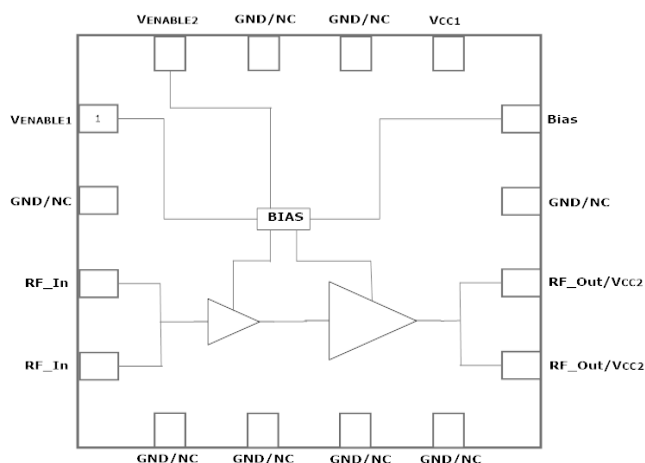 VENABLE2
GND/NC
GND/NC
VCC1
VENABLE1
1
Bias
GND/NC
GND/NC
BIAS
RF_In
RF_Out/VCC2
RF_In
RF_Out/VCC2
GND/NC
GND/NC
GND/NC
GND/NC